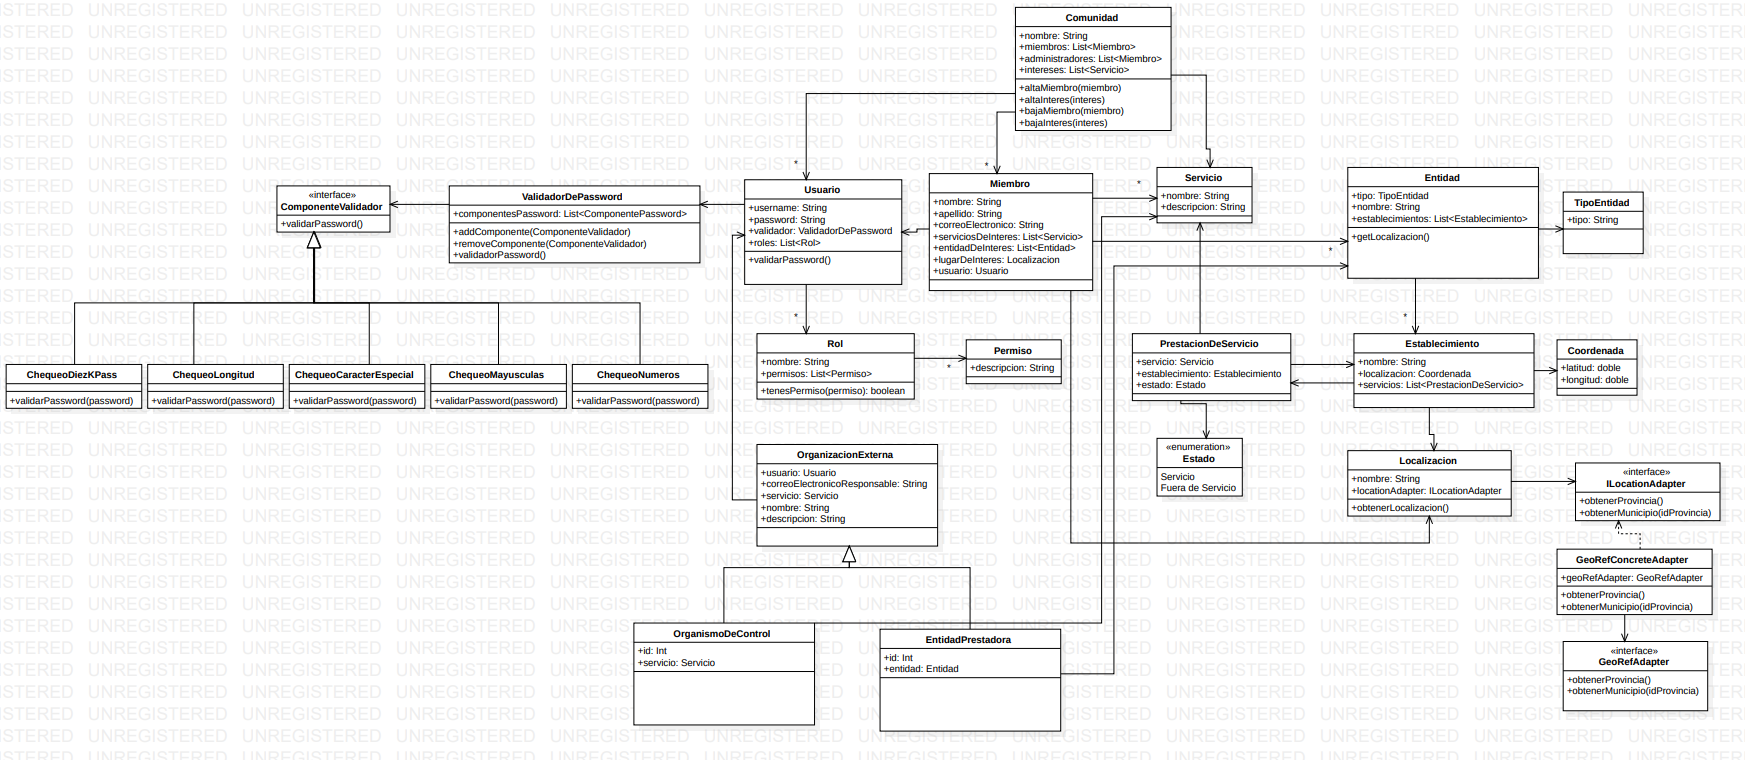 Comunidad
+nombre: String
+miembros: List<Miembro>
+administradores: List<Miembro>
+intereses: List<Servicio>
+altaMiembro(miembro)
+altaInteres(interes)
+bajaMiembro(miembro)
+bajaInteres(interes)
«interface»
ComponenteValidador
+validarPassword()
ValidadorDePassword
+componentesPassword: List<ComponentePassword>
+addComponente(ComponenteValidador)
+removeComponente(ComponenteValidador)
+validadorPassword()
*
Usuario
+username: String
+password: String
+validador: ValidadorDePassword
+roles: List<Rol>
+validarPassword()
*
Miembro
+nombre: String
+apellido: String
+correoElectronico: String
+serviciosDeInteres: List<Servicio>
+entidadDeInteres: List<Entidad>
+lugarDeInteres: Localizacion
+usuario: Usuario
*
Servicio
+nombre: String
+descripcion: String
*
Entidad
+tipo: TipoEntidad
+nombre: String
+establecimientos: List<Establecimiento>
+getLocalizacion()
TipoEntidad
+tipo: String
ChequeoDiezKPass
+validarPassword(password)
ChequeoLongitud
+validarPassword(password)
ChequeoCaracterEspecial
+validarPassword(password)
ChequeoMayusculas
+validarPassword(password)
ChequeoNumeros
+validarPassword(password)
*
Rol
+nombre: String
+permisos: List<Permiso>
+tenesPermiso(permiso): boolean
*
Permiso
+descripcion: String
PrestacionDeServicio
+servicio: Servicio
+establecimiento: Establecimiento
+estado: Estado
*
Establecimiento
+nombre: String
+localizacion: Coordenada
+servicios: List<PrestacionDeServicio>
Coordenada
+latitud: doble
+longitud: doble
OrganizacionExterna
+usuario: Usuario
+correoElectronicoResponsable: String
+servicio: Servicio
+nombre: String
+descripcion: String
«enumeration»
Estado
Servicio
Fuera de Servicio
Localizacion
+nombre: String
+locationAdapter: ILocationAdapter
+obtenerLocalizacion()
«interface»
ILocationAdapter
+obtenerProvincia()
+obtenerMunicipio(idProvincia)
GeoRefConcreteAdapter
+geoRefAdapter: GeoRefAdapter
+obtenerProvincia()
+obtenerMunicipio(idProvincia)
OrganismoDeControl
+id: Int
+servicio: Servicio
EntidadPrestadora
+id: Int
+entidad: Entidad
«interface»
GeoRefAdapter
+obtenerProvincia()
+obtenerMunicipio(idProvincia)
UNREGISTERED